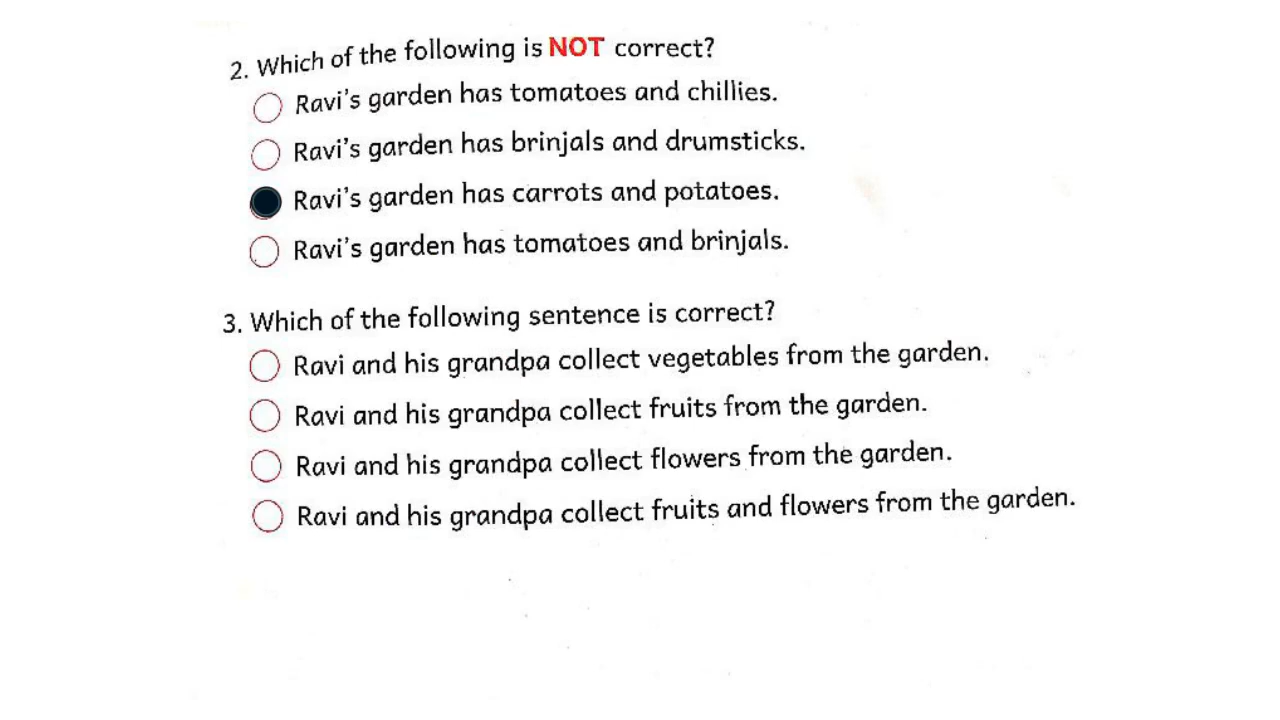 2. Which of the following is NOT correct?
Ravi's garden has tomatoes and chillies.
Ravi's garden has brinjals and drumsticks.
Ravi's garden has carrots and potatoes.
Ravi's garden has tomatoes and brinjals.
3. Which of the following sentence is correct?
Ravi and his grandpa collect vegetables from the garden.
Ravi and his grandpa collect fruits from the garden.
Ravi and his grandpa collect flowers from the garden.
Ravi and his grandpa collect fruits and flowers from the garden.